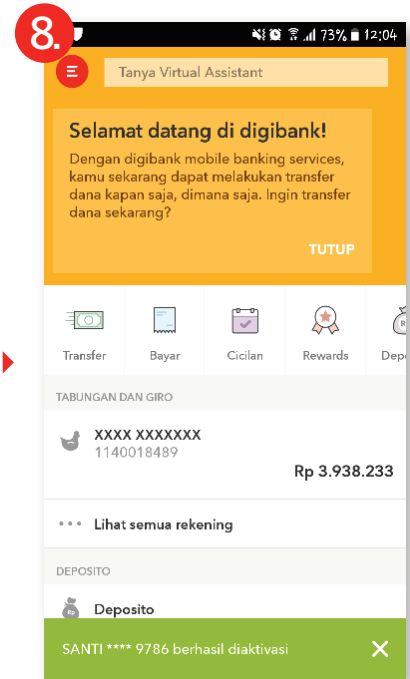 8.
73% 12:04
Tanya Virtual Assistant
Selamat datang di digibank!
Dengan digibank mobile banking services,
kamu sekarang dapat melakukan transfer
dana kapan saja, dimana saja. Ingin transfer
dana sekarang?
TUTUP
Transfer Bayar Cicilan Rewards Depo
TABUNGAN DAN GIRO
XXXX XXXXXXX
1140018489
Rp 3.938.233
Lihat semua rekening
DEPOSITO
Rp
Deposito
SANTI **** 9786 berhasil diaktivasi